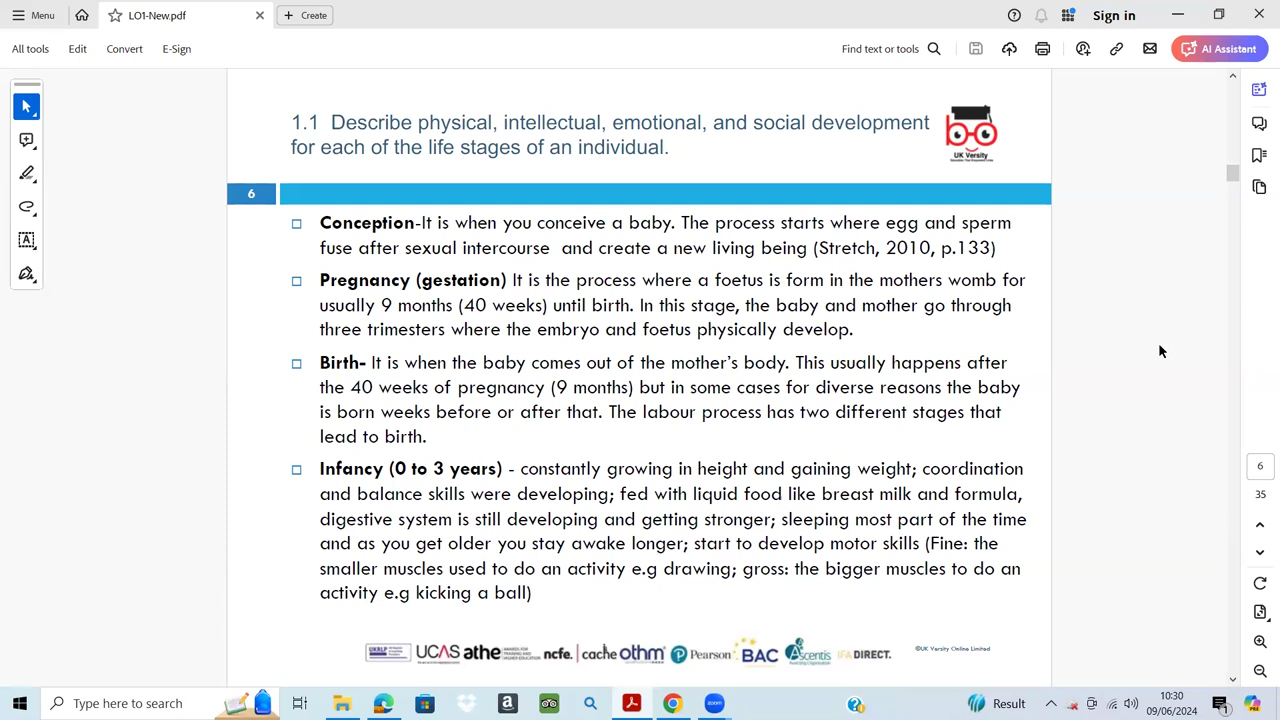 Menu
LO1-New.pdf
Create
Sign in
All tools
Edit
Convert
E-Sign
Find text or tools
AI Assistant
1.1 Describe physical, intellectual, emotional, and social development
for each of the life stages of an individual.
UK Versity
6
Conception-It is when you conceive a baby. The process starts where egg and sperm
fuse after sexual intercourse and create a new living being (Stretch, 2010, p.133)
Pregnancy (gestation) It is the process where a foetus is form in the mothers womb for
usually 9 months (40 weeks) until birth. In this stage, the baby and mother go through
three trimesters where the embryo and foetus physically develop.
Birth- It is when the baby comes out of the mother's body. This usually happens after
the 40 weeks of pregnancy (9 months) but in some cases for diverse reasons the baby
is born weeks before or after that. The labour process has two different stages that
lead to birth.
Infancy (0 to 3 years) - constantly growing in height and gaining weight; coordination
and balance skills were developing; fed with liquid food like breast milk and formula,
digestive system is still developing and getting stronger; sleeping most part of the time
and as you get older you stay awake longer; start to develop motor skills (Fine: the
smaller muscles used to do an activity e.g drawing; gross: the bigger muscles to do an
activity e.g kicking a ball)
UKRLP UCAS athe ncfe. cache othm Pearson BAC Ascentis IFA DIRECT.
©UK Versity Online Limited
6
35
Type here to search
zoom
Result
10:30
09/06/2024